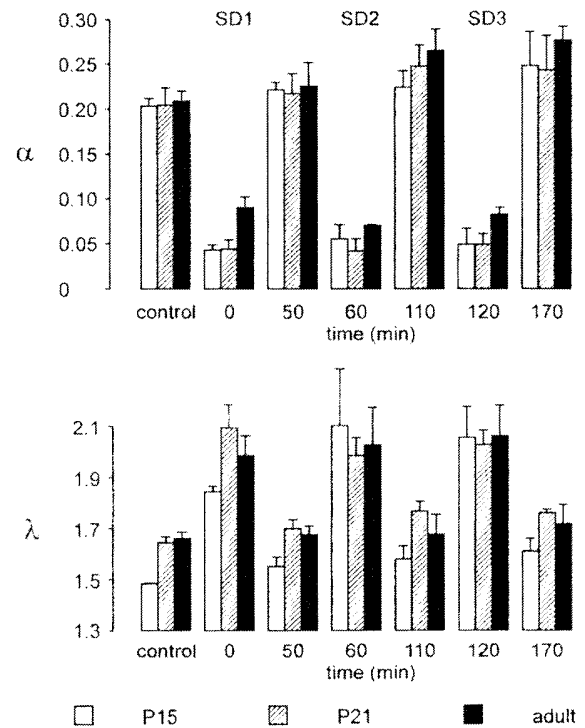 SD1 SD2 SD3
0.30
0.25
0.20
α
0.15
0.10
0.05
0
control 0 50 60 110 120 170
time (min)
2.1
1.9
λ
1.7
1.5
1.3
control 0 50 60 110 120 170
time (min)
P15 P21 adult